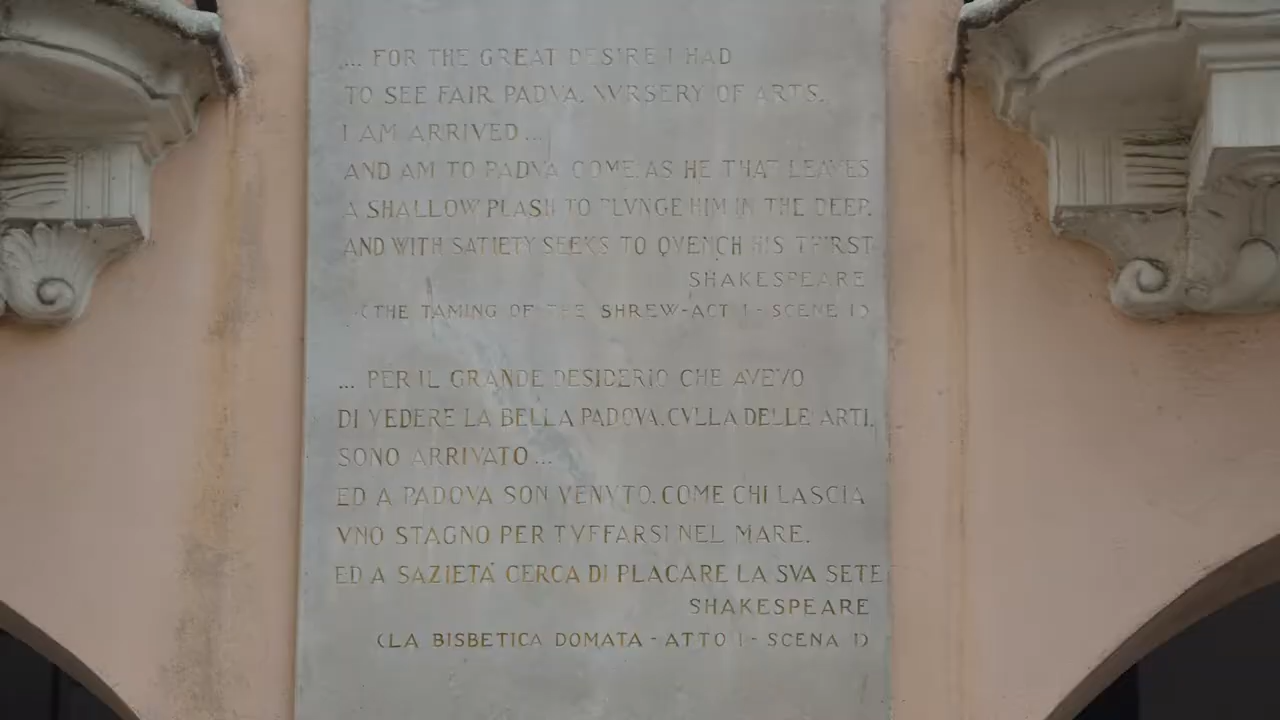 ... FOR THE GREAT DESIRE I HAD
TO SEE FAIR PADVA, NVRSERY OF ARTS,
I AM ARRIVED ...
AND AM TO PADVA COME, AS HE THAT LEAVES
A SHALLOW PLASH TO PLVNGE HIM IN THE DEEP,
AND WITH SATIETY SEEKS TO QVENCH HIS THIRST
SHAKESPEARE
(THE TAMING OF THE SHREW - ACT I - SCENE I)
... PER IL GRANDE DESIDERIO CHE AVEVO
DI VEDERE LA BELLA PADOVA, CVLLA DELLE ARTI,
SONO ARRIVATO ...
ED A PADOVA SON VENVTO, COME CHI LASCIA
VNO STAGNO PER TVFFARSI NEL MARE,
ED A SAZIETÀ CERCA DI PLACARE LA SVA SETE
SHAKESPEARE
(LA BISBETICA DOMATA - ATTO I - SCENA I)